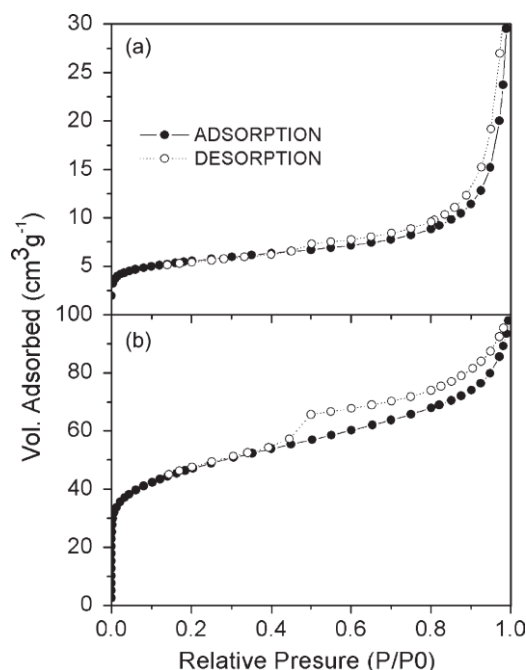 30
(a)
25
20
ADSORPTION
DESORPTION
15
10
5
Vol. Adsorbed (cm³g⁻¹)
100
(b)
80
60
40
20
0
0.0 0.2 0.4 0.6 0.8 1.0
Relative Presure (P/P0)